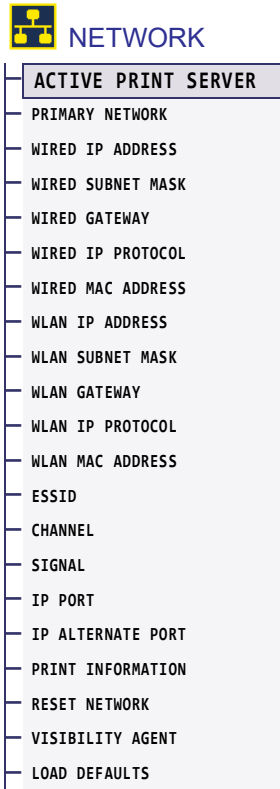 NETWORK
ACTIVE PRINT SERVER
PRIMARY NETWORK
WIRED IP ADDRESS
WIRED SUBNET MASK
WIRED GATEWAY
WIRED IP PROTOCOL
WIRED MAC ADDRESS
WLAN IP ADDRESS
WLAN SUBNET MASK
WLAN GATEWAY
WLAN IP PROTOCOL
WLAN MAC ADDRESS
ESSID
CHANNEL
SIGNAL
IP PORT
IP ALTERNATE PORT
PRINT INFORMATION
RESET NETWORK
VISIBILITY AGENT
LOAD DEFAULTS